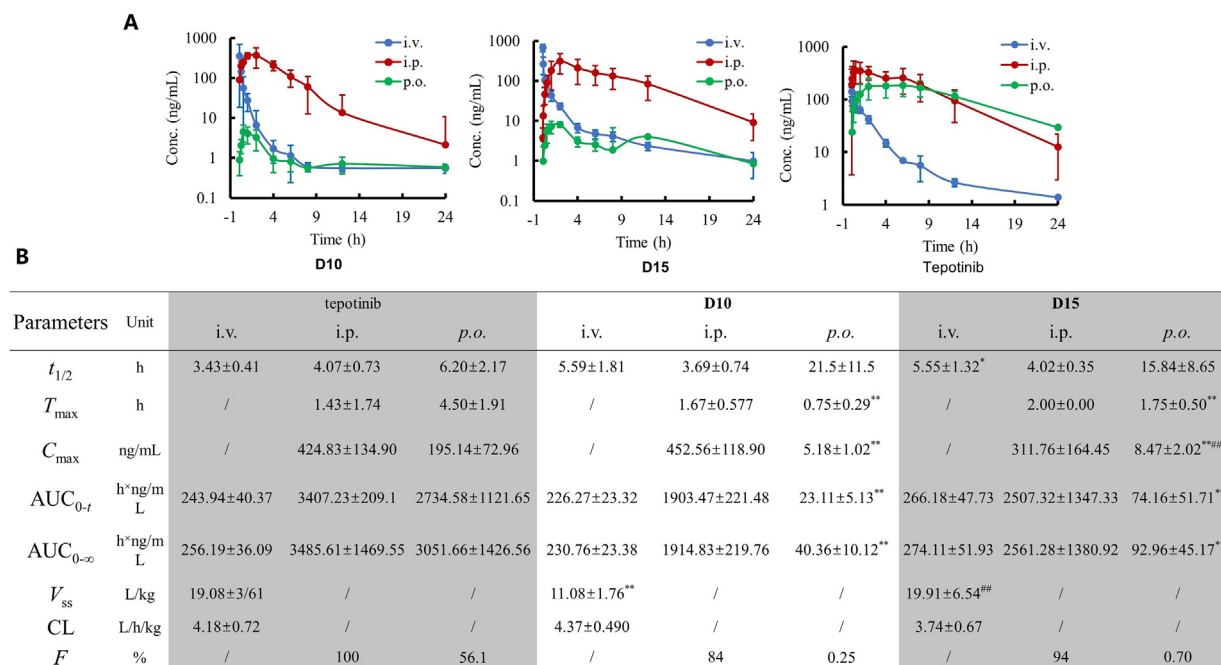 A
i.v.
i.p.
p.o.
1000
100
10
1
0.1
Conc. (ng/mL)
-1 4 9 14 19 24
Time (h)
D10
i.v.
i.p.
p.o.
1000
100
10
1
0.1
Conc. (ng/mL)
-1 4 9 14 19 24
Time (h)
D15
i.v.
i.p.
p.o.
1000
100
10
1
Conc. (ng/mL)
-1 4 9 14 19 24
Time (h)
Tepotinib
B
Parameters Unit tepotinib D10 D15
i.v. i.p. p.o. i.v. i.p. p.o. i.v. i.p. p.o.
t1/2 h 3.43±0.41 4.07±0.73 6.20±2.17 5.59±1.81 3.69±0.74 21.5±11.5 5.55±1.32* 4.02±0.35 15.84±8.65
Tmax h / 1.43±1.74 4.50±1.91 / 1.67±0.577 0.75±0.29** / 2.00±0.00 1.75±0.50**
Cmax ng/mL / 424.83±134.90 195.14±72.96 / 452.56±118.90 5.18±1.02** / 311.76±164.45 8.47±2.02**##
AUC0-t h×ng/m L 243.94±40.37 3407.23±209.1 2734.58±1121.65 226.27±23.32 1903.47±221.48 23.11±5.13** 266.18±47.73 2507.32±1347.33 74.16±51.71**
AUC0-∞ h×ng/m L 256.19±36.09 3485.61±1469.55 3051.66±1426.56 230.76±23.38 1914.83±219.76 40.36±10.12** 274.11±51.93 2561.28±1380.92 92.96±45.17**
Vss L/kg 19.08±3/61 / / 11.08±1.76** / / 19.91±6.54## / /
CL L/h/kg 4.18±0.72 / / 4.37±0.490 / / 3.74±0.67 / /
F % / 100 56.1 / 84 0.25 / 94 0.70